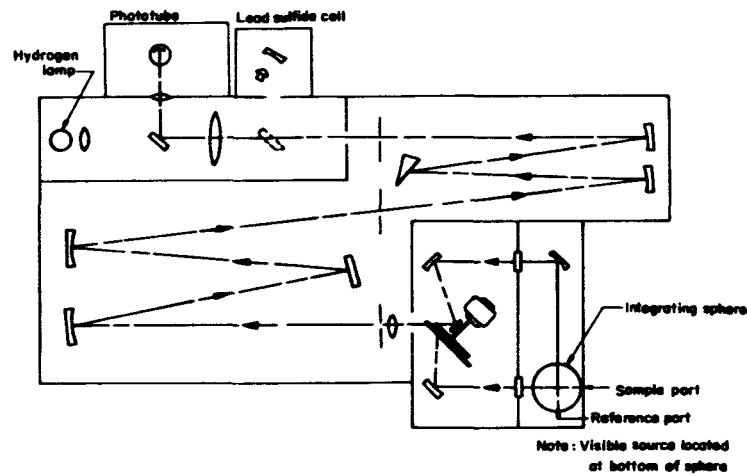 Phototube
Lead sulfide cell
Hydrogen
lamp
Integrating sphere
Sample port
Reference port
Note: Visible source located
at bottom of sphere